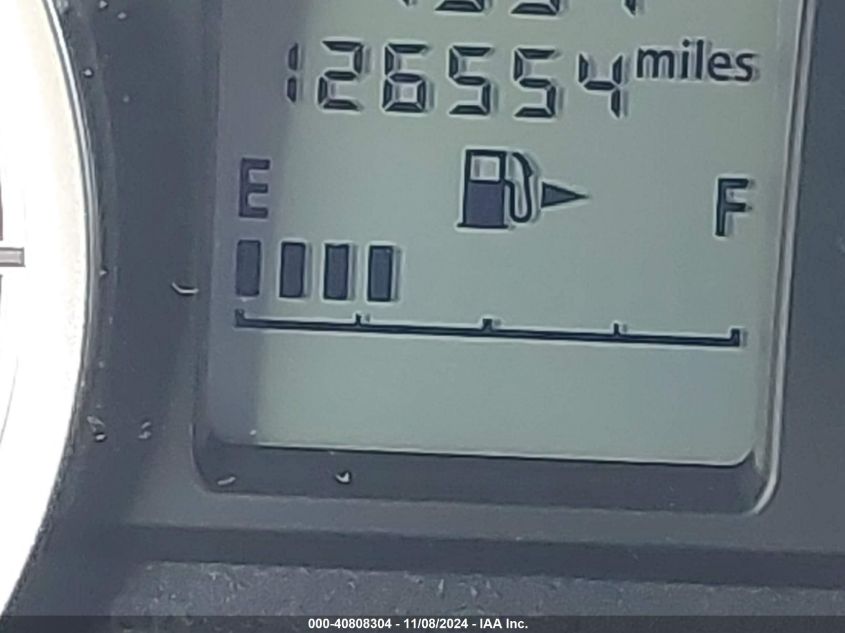 126554 miles
E F
000-40808304 - 11/08/2024 - IAA Inc.